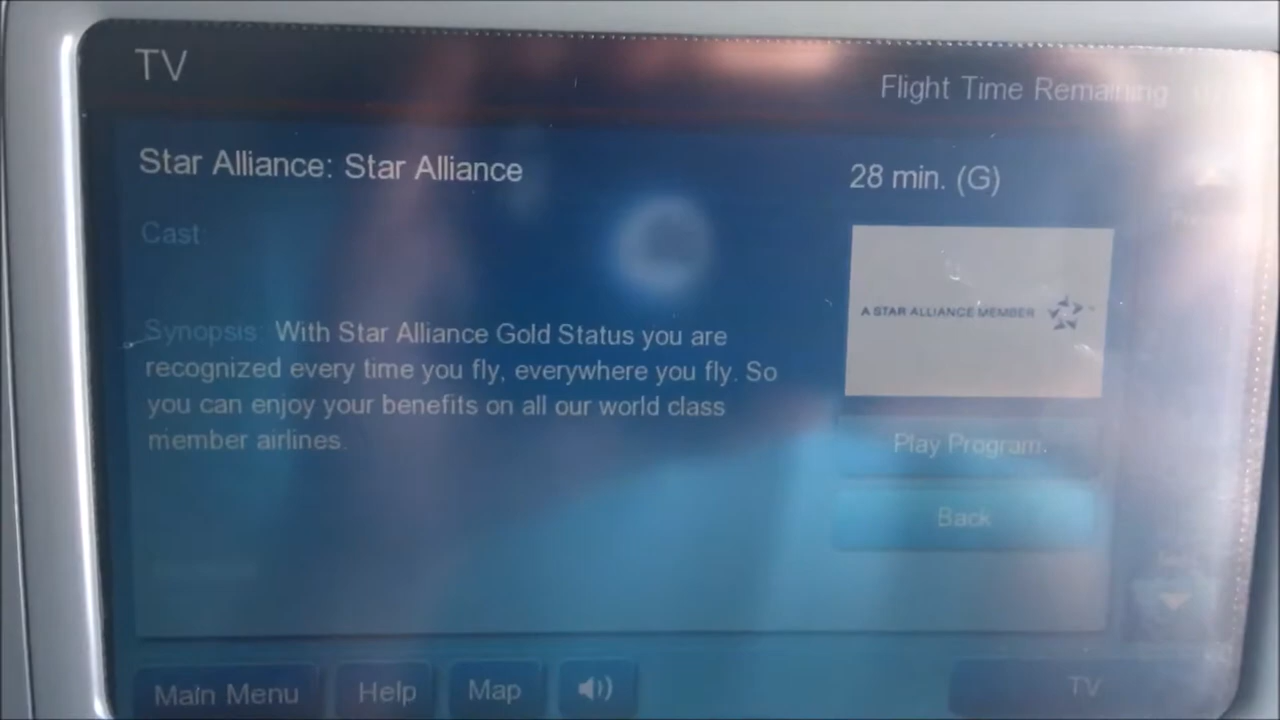 TV
Flight Time Remaining
Star Alliance: Star Alliance
28 min. (G)
Cast:
A STAR ALLIANCE MEMBER
Synopsis: With Star Alliance Gold Status you are
recognized every time you fly, everywhere you fly. So
you can enjoy your benefits on all our world class
member airlines.
Play Program.
Back
Main Menu
Help
Map
TV